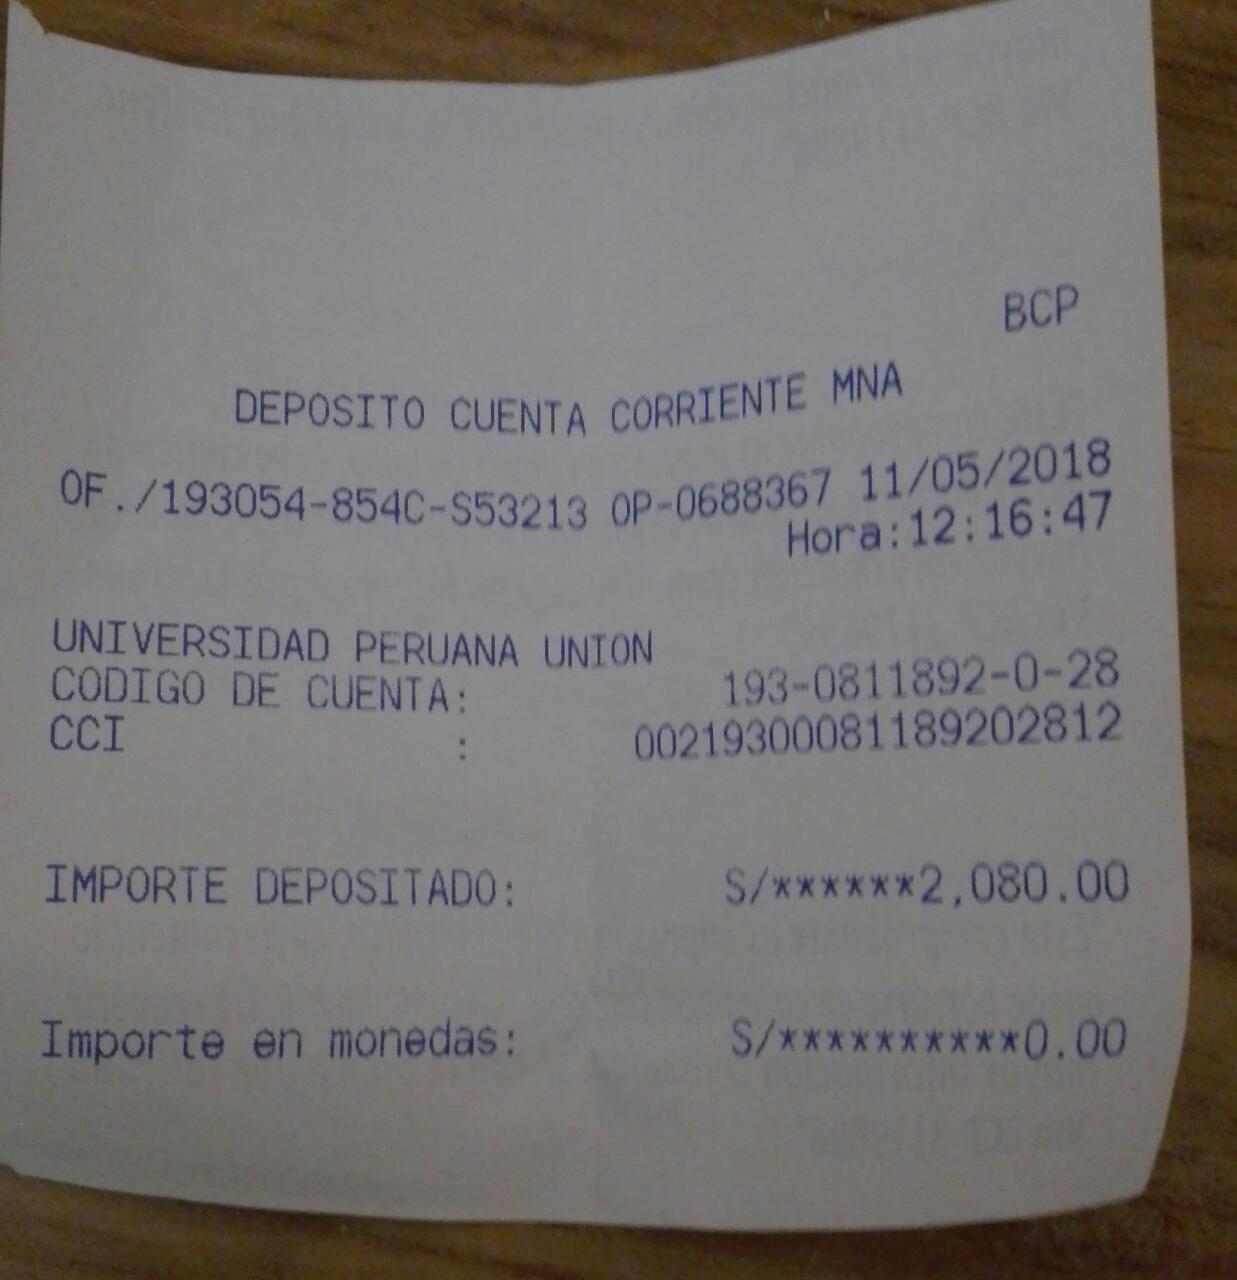 BCP
DEPOSITO CUENTA CORRIENTE MNA
OF./193054-854C-S53213 OP-0688367 11/05/2018
Hora:12:16:47
UNIVERSIDAD PERUANA UNION
CODIGO DE CUENTA: 193-0811892-0-28
CCI : 00219300081189202812
IMPORTE DEPOSITADO: S/******2,080.00
Importe en monedas: S/**********0.00